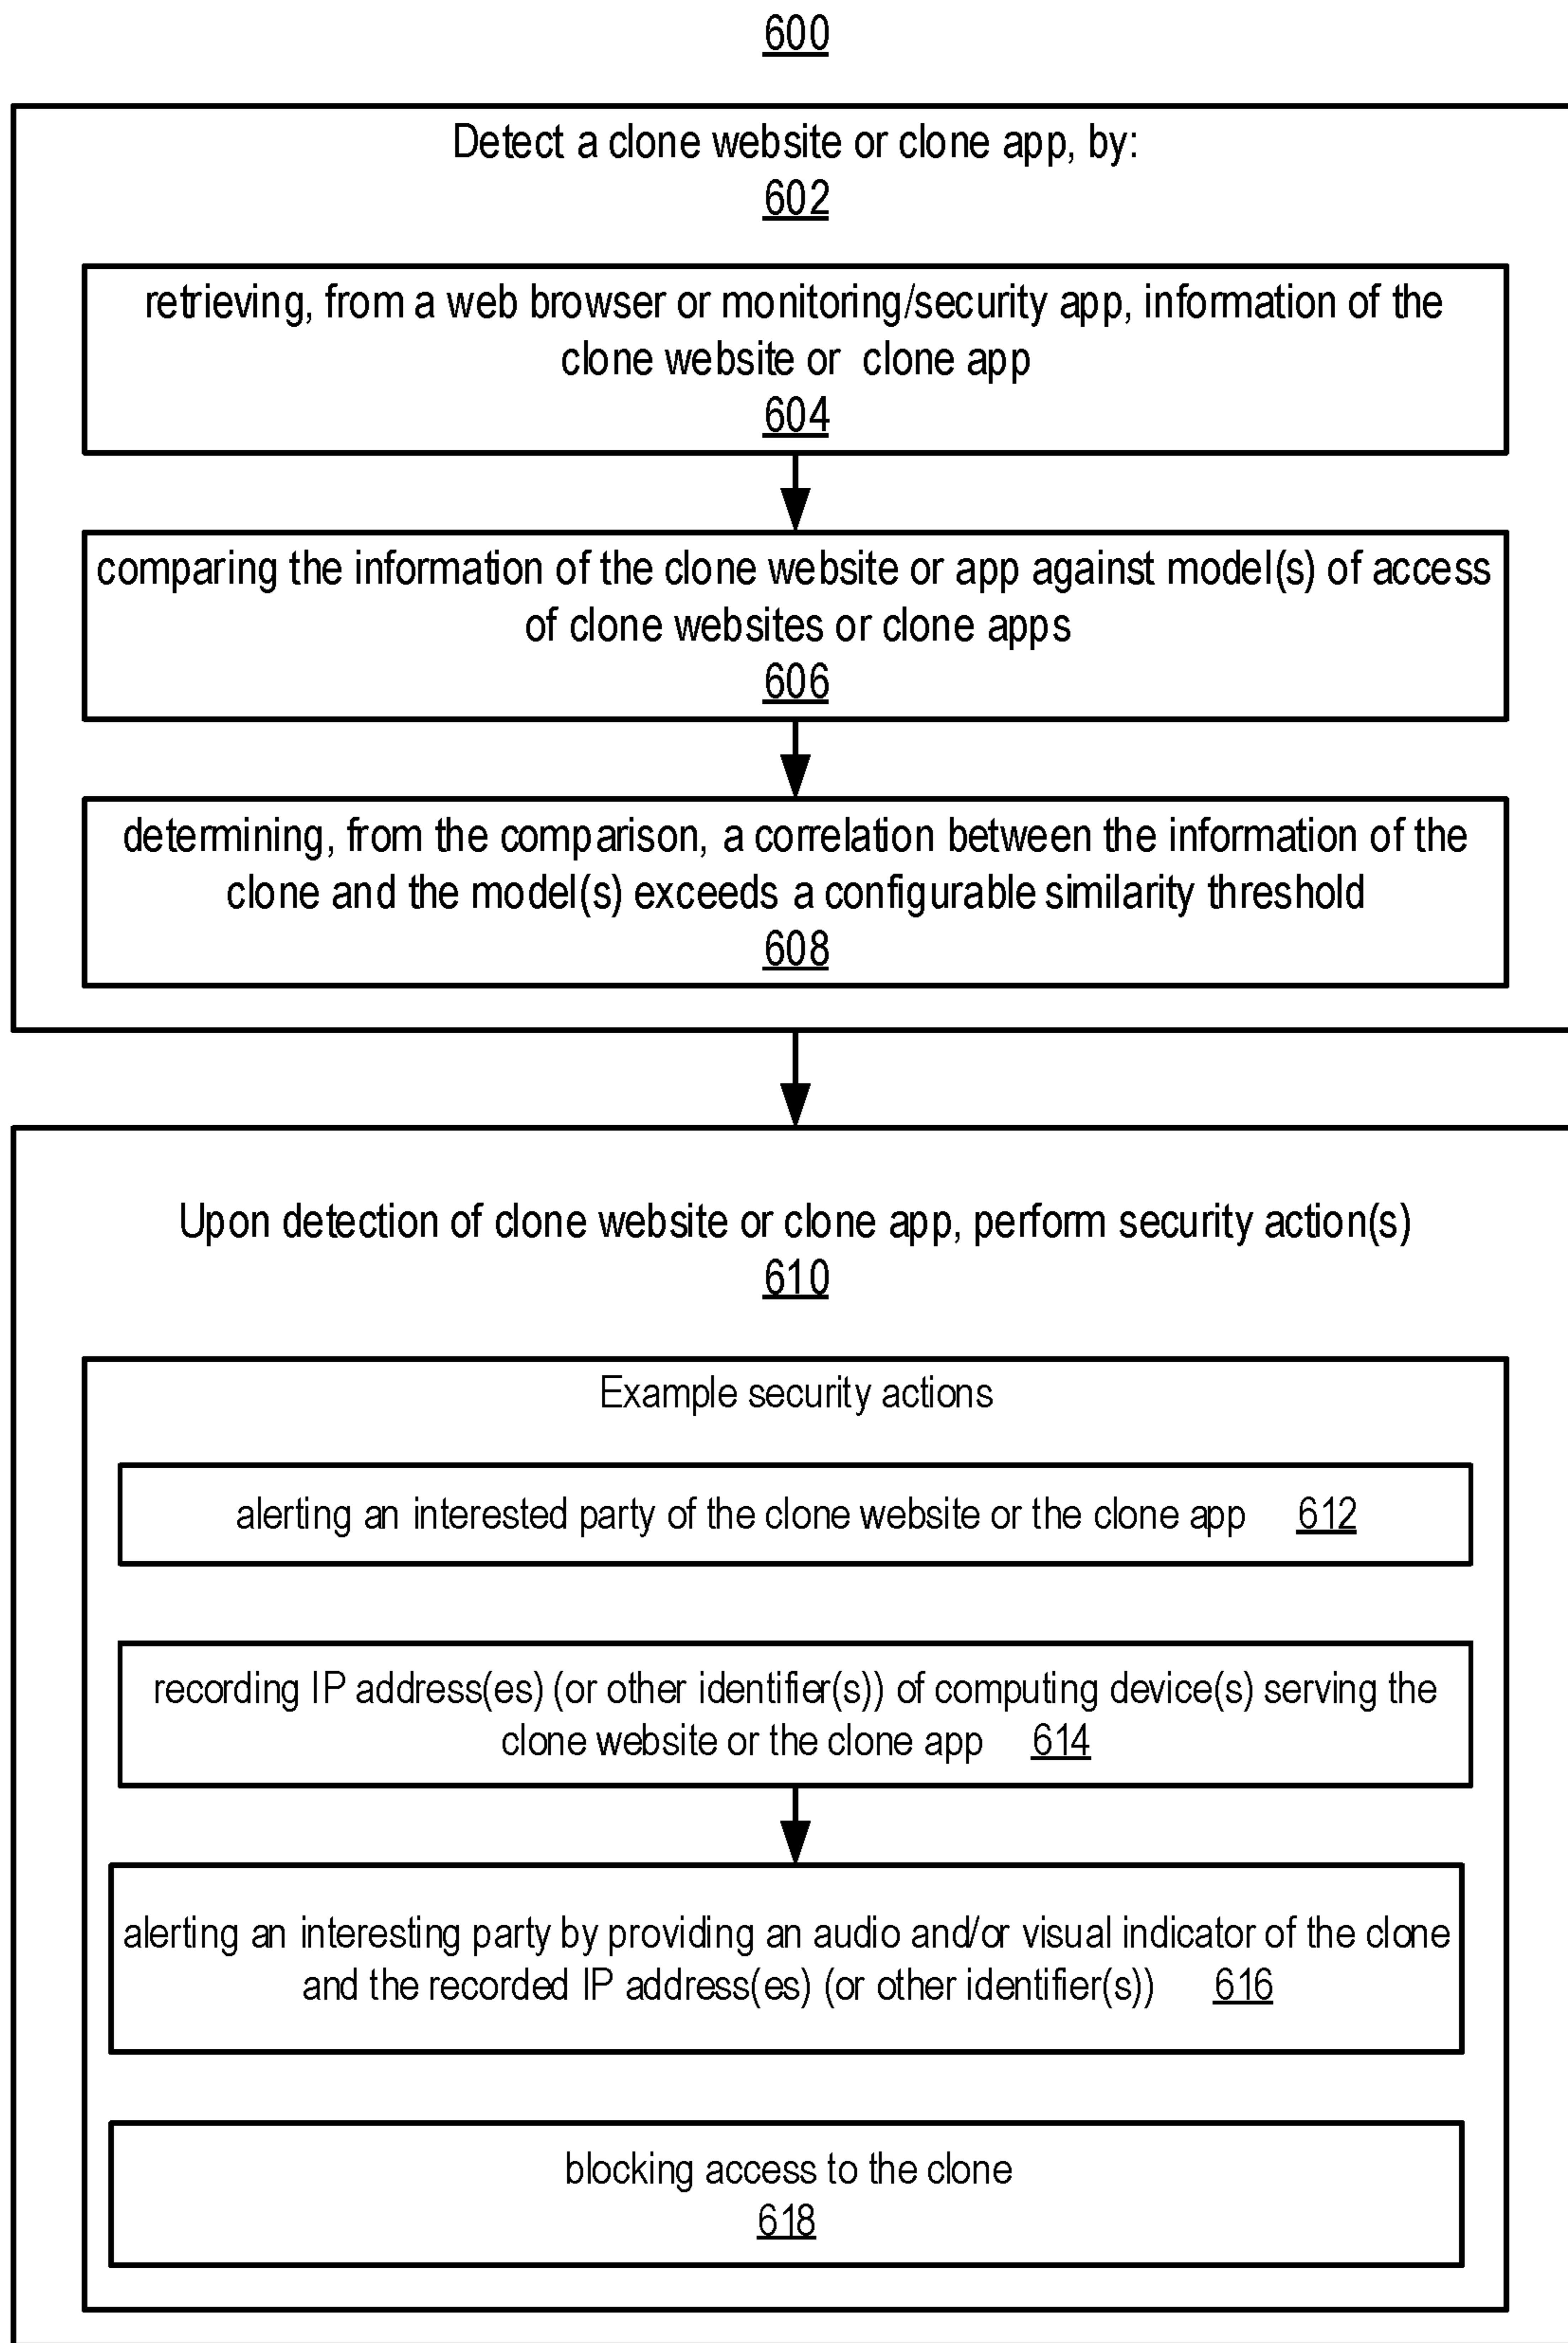 600
Detect a clone website or clone app, by:
602
retrieving, from a web browser or monitoring/security app, information of the
clone website or clone app
604
comparing the information of the clone website or app against model(s) of access
of clone websites or clone apps
606
determining, from the comparison, a correlation between the information of the
clone and the model(s) exceeds a configurable similarity threshold
608
Upon detection of clone website or clone app, perform security action(s)
610
Example security actions
alerting an interested party of the clone website or the clone app 612
recording IP address(es) (or other identifier(s)) of computing device(s) serving the
clone website or the clone app 614
alerting an interesting party by providing an audio and/or visual indicator of the clone
and the recorded IP address(es) (or other identifier(s)) 616
blocking access to the clone
618